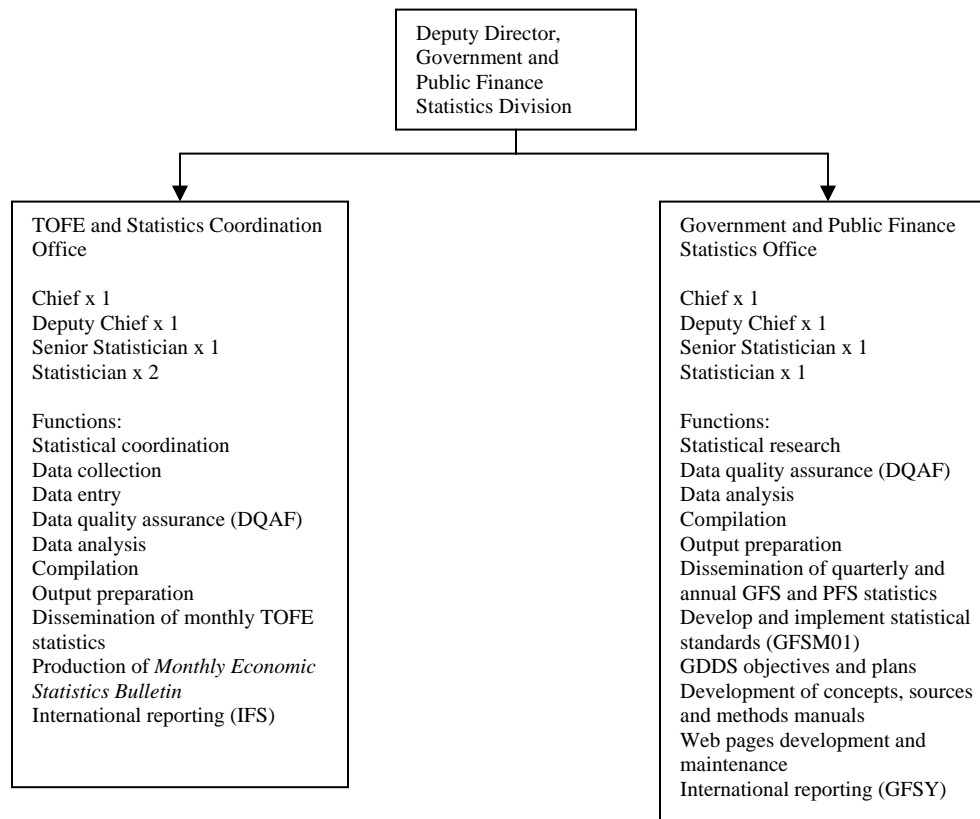 Deputy Director,
Government and
Public Finance
Statistics Division
TOFE and Statistics Coordination
Office
Chief x 1
Deputy Chief x 1
Senior Statistician x 1
Statistician x 2
Functions:
Statistical coordination
Data collection
Data entry
Data quality assurance (DQAF)
Data analysis
Compilation
Output preparation
Dissemination of monthly TOFE
statistics
Production of Monthly Economic
Statistics Bulletin
International reporting (IFS)
Government and Public Finance
Statistics Office
Chief x 1
Deputy Chief x 1
Senior Statistician x 1
Statistician x 1
Functions:
Statistical research
Data quality assurance (DQAF)
Data analysis
Compilation
Output preparation
Dissemination of quarterly and
annual GFS and PFS statistics
Develop and implement statistical
standards (GFSM01)
GDDS objectives and plans
Development of concepts, sources
and methods manuals
Web pages development and
maintenance
International reporting (GFSY)